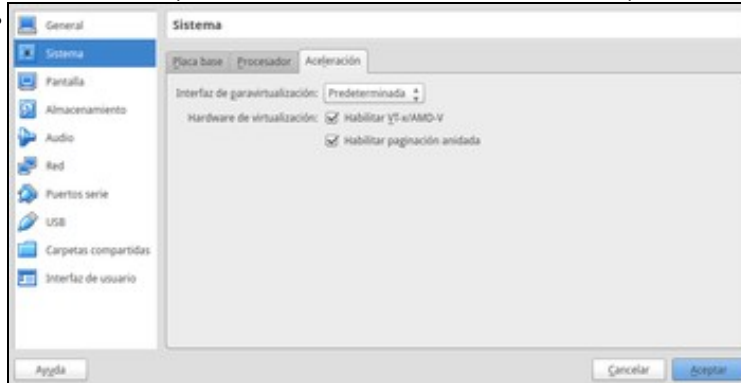 General
Sistema
Pantalla
Almacenamiento
Audio
Red
Puertos serie
USB
Carpetas compartidas
Interfaz de usuario
Sistema
Placa base Procesador Aceleración
Interfaz de paravirtualización: Predeterminada
Hardware de virtualización: Habilitar VT-x/AMD-V
Habilitar paginación anidada
Ayuda Cancelar Aceptar